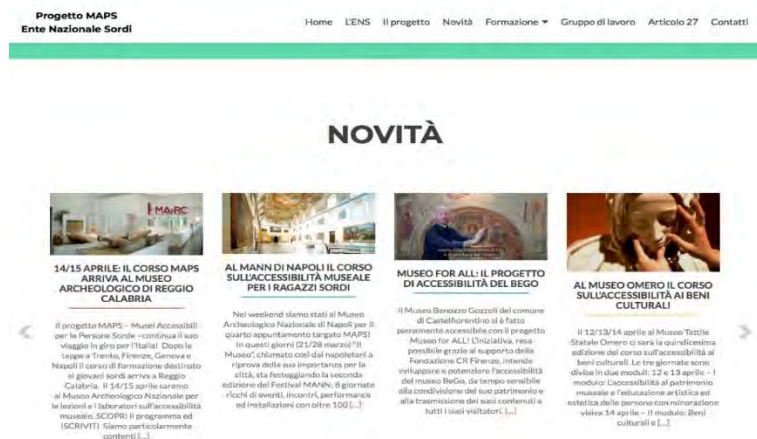 Progetto MAPS
Ente Nazionale Sordi
Home L'ENS Il progetto Novità Formazione Gruppo di lavoro Articolo 27 Contatti
NOVITÀ
MArRC
14/15 APRILE: IL CORSO MAPS
ARRIVA AL MUSEO
ARCHEOLOGICO DI REGGIO
CALABRIA
Il progetto MAPS – Musei Accessibili
per le Persone Sorde –continua il suo
viaggio in giro per l'Italia! Dopo le
tappe a Trento, Firenze, Genova e
Napoli il corso di formazione destinato
ai giovani sordi arriva a Reggio
Calabria. Il 14/15 aprile saremo
al Museo Archeologico Nazionale per
le lezioni e i laboratori sull'accessibilità
museale. SCOPRI il programma ed
ISCRIVITI Siamo particolarmente
contenti [...]
AL MANN DI NAPOLI IL CORSO
SULL'ACCESSIBILITÀ MUSEALE
PER I RAGAZZI SORDI
Nel weekend siamo stati al Museo
Archeologico Nazionale di Napoli per il
quarto appuntamento targato MAPS!
In questi giorni (21/28 marzo) "Il
Museo", chiamato così dai napoletani a
riprova della sua importanza per la
città, sta festeggiando la seconda
edizione del Festival MANN; 8 giornate
ricchi di eventi, incontri, performance
ed installazioni con oltre 100 [...]
MUSEO FOR ALL: IL PROGETTO
DI ACCESSIBILITÀ DEL BEGO
Il Museo Benozzo Gozzoli del comune
di Castelfiorentino si è fatto
pienamente accessibile con il progetto
Museo for ALL! L'iniziativa, resa
possibile grazie al supporto della
Fondazione CR Firenze, intende
sviluppare e potenziare l'accessibilità
del museo BeGo, da tempo sensibile
alla condivisione del suo patrimonio e
alla trasmissione dei suoi contenuti a
tutti i suoi visitatori. [...]
AL MUSEO OMERO IL CORSO
SULL'ACCESSIBILITÀ AI BENI
CULTURALI
Il 12/13/14 aprile al Museo Tattile
Statale Omero ci sarà la quindicesima
edizione del corso sull'accessibilità ai
beni culturali. Le tre giornate sono
divise in due moduli: 12 e 13 aprile – I
modulo: L'accessibilità al patrimonio
museale e l'educazione artistica ed
estetica delle persone con minorazione
visiva 14 aprile – II modulo: Beni
culturali e [...]